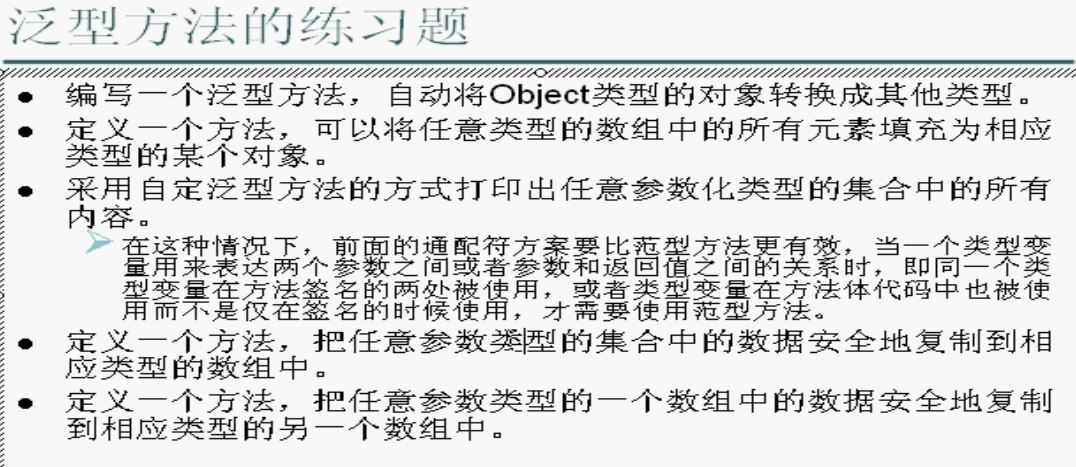 泛型方法的练习题
编写一个泛型方法，自动将Object类型的对象转换成其他类型。
定义一个方法，可以将任意类型的数组中的所有元素填充为相应
类型的某个对象。
采用自定泛型方法的方式打印出任意参数化类型的集合中的所有
内容。
在这种情况下，前面的通配符方案要比范型方法更有效，当一个类型变
量用来表达两个参数之间或者参数和返回值之间的关系时，即同一个类
型变量在方法签名的两处被使用，或者类型变量在方法体代码中也被使
用而不是仅在签名的时候使用，才需要使用范型方法。
定义一个方法，把任意参数类型的集合中的数据安全地复制到相
应类型的数组中。
定义一个方法，把任意参数类型的一个数组中的数据安全地复制
到相应类型的另一个数组中。